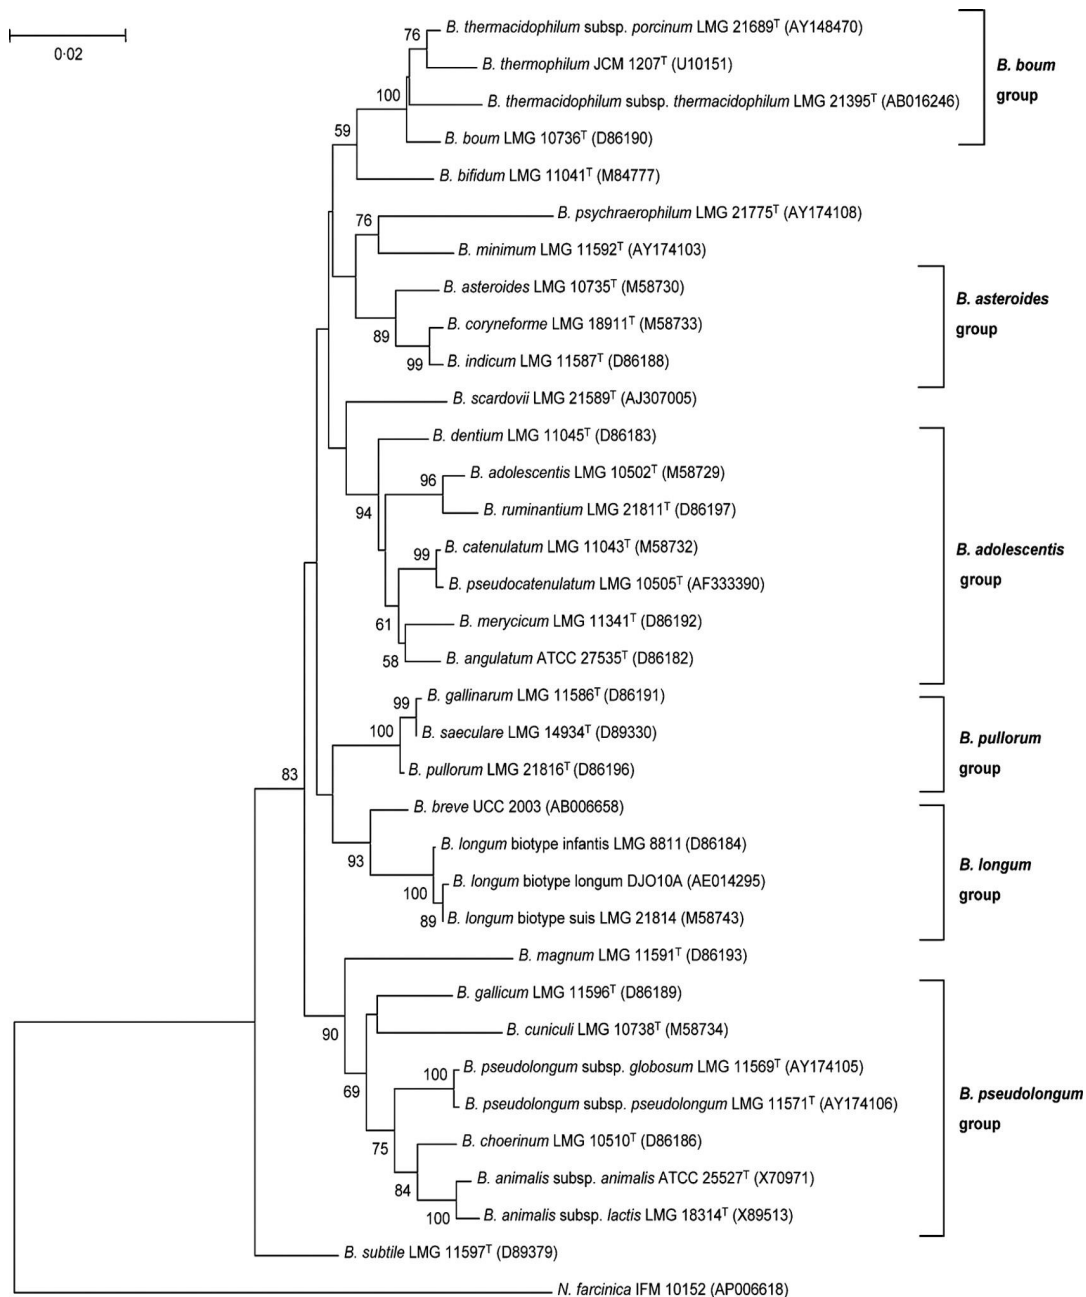 0·02
76
B. thermacidophilum subsp. porcinum LMG 21689T (AY148470)
B. thermophilum JCM 1207T (U10151)
100
B. thermacidophilum subsp. thermacidophilum LMG 21395T (AB016246)
B. boum
group
59
B. boum LMG 10736T (D86190)
B. bifidum LMG 11041T (M84777)
76
B. psychraerophilum LMG 21775T (AY174108)
B. minimum LMG 11592T (AY174103)
B. asteroides LMG 10735T (M58730)
89
B. coryneforme LMG 18911T (M58733)
99
B. indicum LMG 11587T (D86188)
B. asteroides
group
B. scardovii LMG 21589T (AJ307005)
B. dentium LMG 11045T (D86183)
96
B. adolescentis LMG 10502T (M58729)
94
B. ruminantium LMG 21811T (D86197)
99
B. catenulatum LMG 11043T (M58732)
B. pseudocatenulatum LMG 10505T (AF333390)
B. adolescentis
group
61
B. merycicum LMG 11341T (D86192)
58
B. angulatum ATCC 27535T (D86182)
99
B. gallinarum LMG 11586T (D86191)
100
B. saeculare LMG 14934T (D89330)
B. pullorum LMG 21816T (D86196)
B. pullorum
group
83
B. breve UCC 2003 (AB006658)
93
B. longum biotype infantis LMG 8811 (D86184)
100
B. longum biotype longum DJO10A (AE014295)
89
B. longum biotype suis LMG 21814 (M58743)
B. longum
group
B. magnum LMG 11591T (D86193)
B. gallicum LMG 11596T (D86189)
90
B. cuniculi LMG 10738T (M58734)
100
B. pseudolongum subsp. globosum LMG 11569T (AY174105)
69
B. pseudolongum subsp. pseudolongum LMG 11571T (AY174106)
B. pseudolongum
group
75
B. choerinum LMG 10510T (D86186)
84
B. animalis subsp. animalis ATCC 25527T (X70971)
100
B. animalis subsp. lactis LMG 18314T (X89513)
B. subtile LMG 11597T (D89379)
N. farcinica IFM 10152 (AP006618)